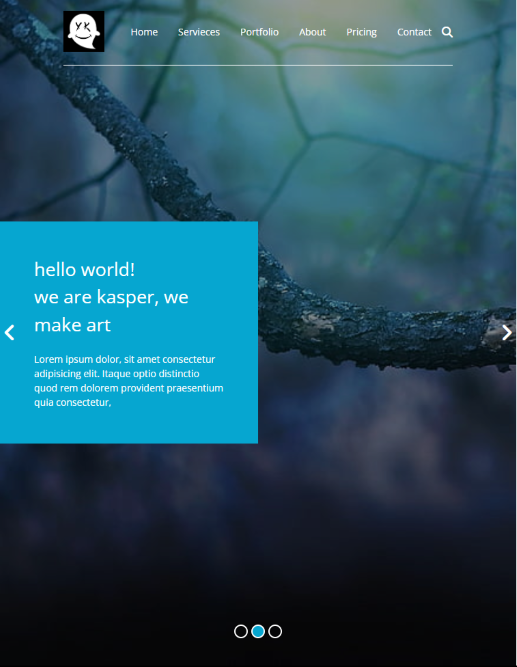 YK
Home Servieces Portfolio About Pricing Contact
hello world!
we are kasper, we
make art
Lorem ipsum dolor, sit amet consectetur
adipisicing elit. Itaque optio distinctio
quod rem dolorem provident praesentium
quia consectetur,